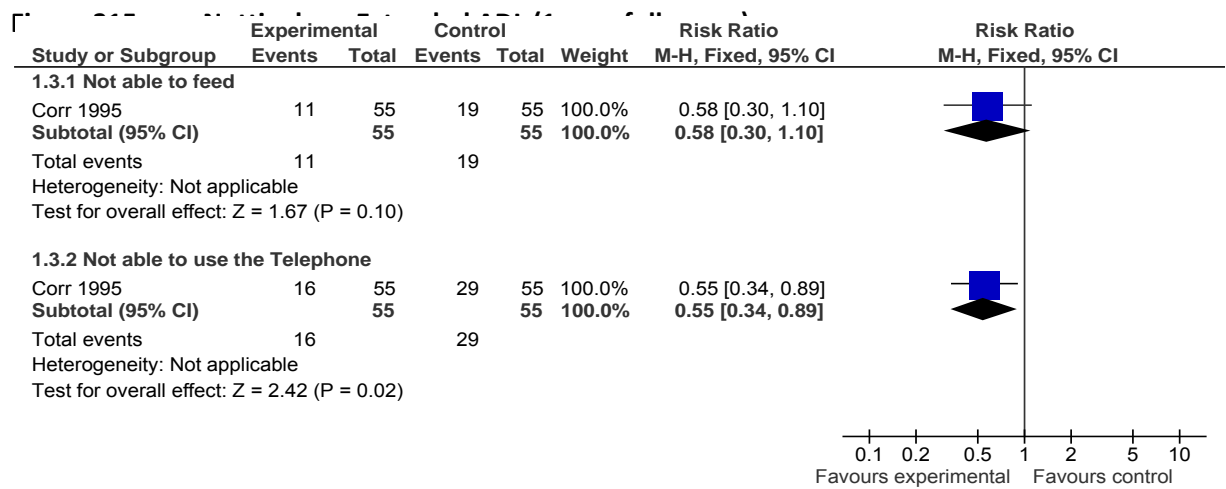 Experimental Control Risk Ratio Risk Ratio
Study or Subgroup Events Total Events Total Weight M-H, Fixed, 95% CI M-H, Fixed, 95% CI
1.3.1 Not able to feed
Corr 1995 11 55 19 55 100.0% 0.58 [0.30, 1.10]
Subtotal (95% CI) 55 55 100.0% 0.58 [0.30, 1.10]
Total events 11 19
Heterogeneity: Not applicable
Test for overall effect: Z = 1.67 (P = 0.10)
1.3.2 Not able to use the Telephone
Corr 1995 16 55 29 55 100.0% 0.55 [0.34, 0.89]
Subtotal (95% CI) 55 55 100.0% 0.55 [0.34, 0.89]
Total events 16 29
Heterogeneity: Not applicable
Test for overall effect: Z = 2.42 (P = 0.02)
0.1 0.2 0.5 1 2 5 10
Favours experimental Favours control